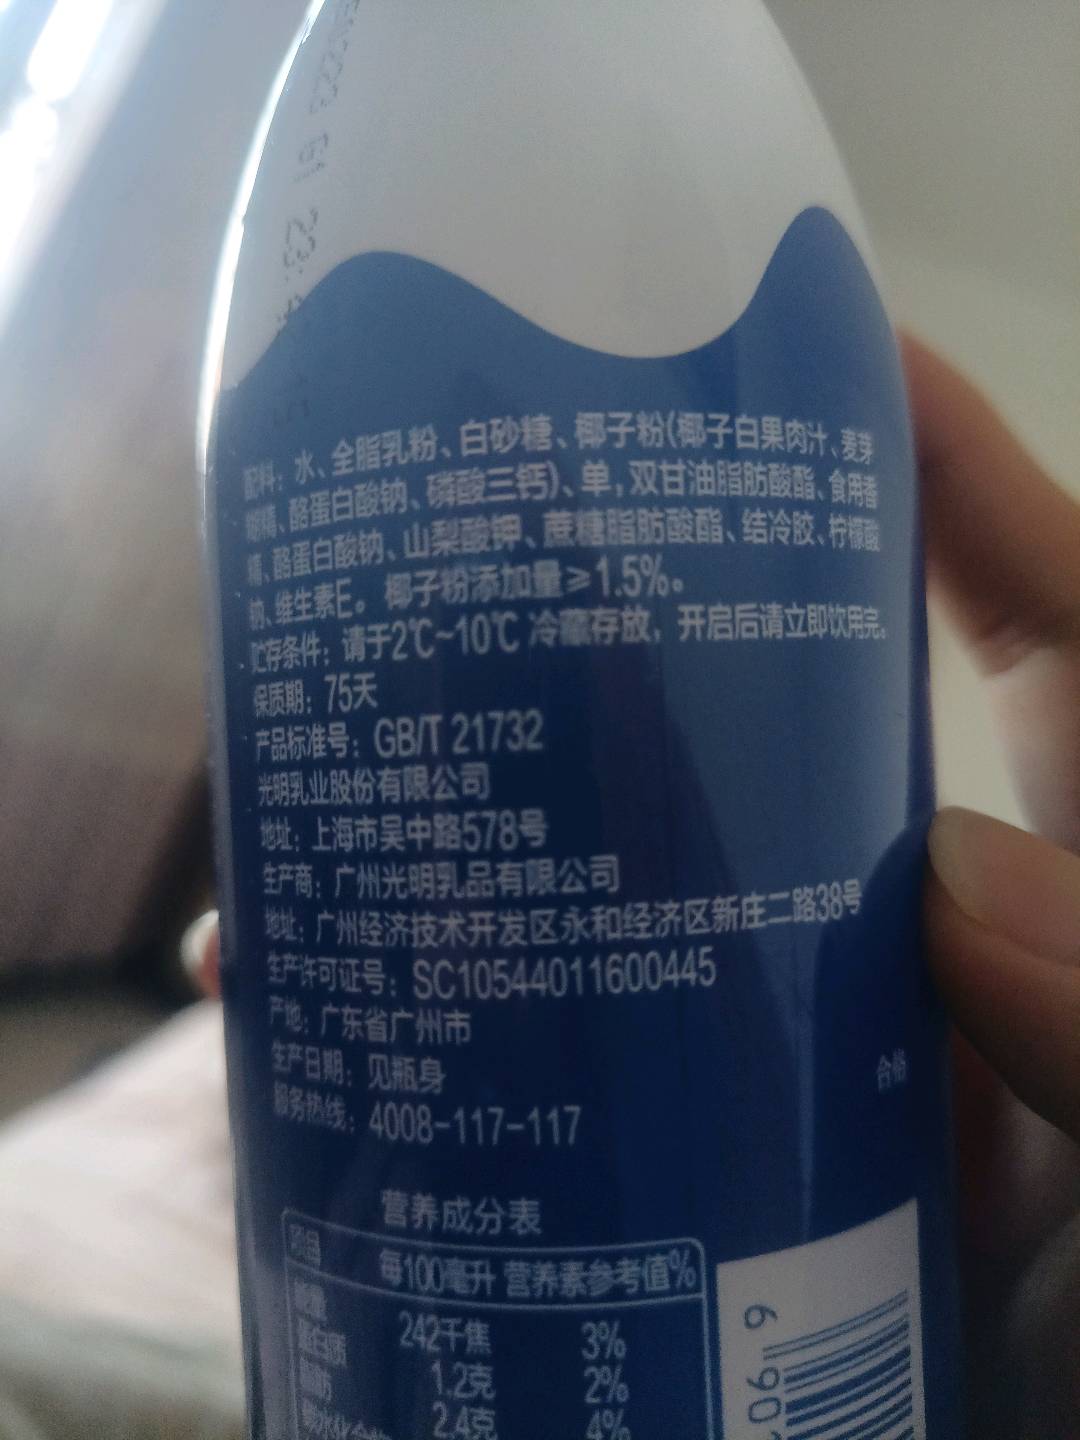 配料：水、全脂乳粉、白砂糖、椰子粉(椰子白果肉汁、麦芽
糊精、酪蛋白酸钠、磷酸三钙)、单，双甘油脂肪酸酯、食用香
精、酪蛋白酸钠、山梨酸钾、蔗糖脂肪酸酯、结冷胶、柠檬酸
钠、维生素E。椰子粉添加量≥1.5%。
贮存条件：请于2℃~10℃冷藏存放，开启后请立即饮用完。
保质期：75天
产品标准号：GB/T 21732
光明乳业股份有限公司
地址：上海市吴中路578号
生产商：广州光明乳品有限公司
地址：广州经济技术开发区永和经济区新庄二路38号
生产许可证号：SC10544011600445
产地：广东省广州市
生产日期：见瓶身
服务热线：4008-117-117
合格
营养成分表
项目 每100毫升 营养素参考值%
能量 242千焦 3%
蛋白质 1.2克 2%
脂肪 2.4克 4%
碳水化合物
6 90